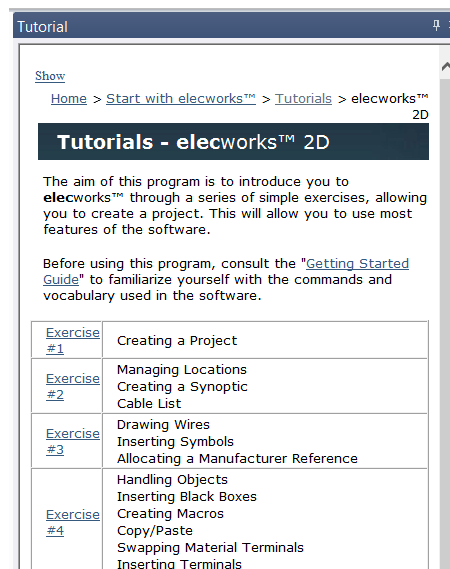 Tutorial
Show
Home > Start with elecworks™ > Tutorials > elecworks™
2D
Tutorials - elecworks™ 2D
The aim of this program is to introduce you to
elecworks™ through a series of simple exercises, allowing
you to create a project. This will allow you to use most
features of the software.
Before using this program, consult the "Getting Started
Guide" to familiarize yourself with the commands and
vocabulary used in the software.
Exercise
#1
Creating a Project
Exercise
#2
Managing Locations
Creating a Synoptic
Cable List
Exercise
#3
Drawing Wires
Inserting Symbols
Allocating a Manufacturer Reference
Exercise
#4
Handling Objects
Inserting Black Boxes
Creating Macros
Copy/Paste
Swapping Material Terminals
Inserting Terminals